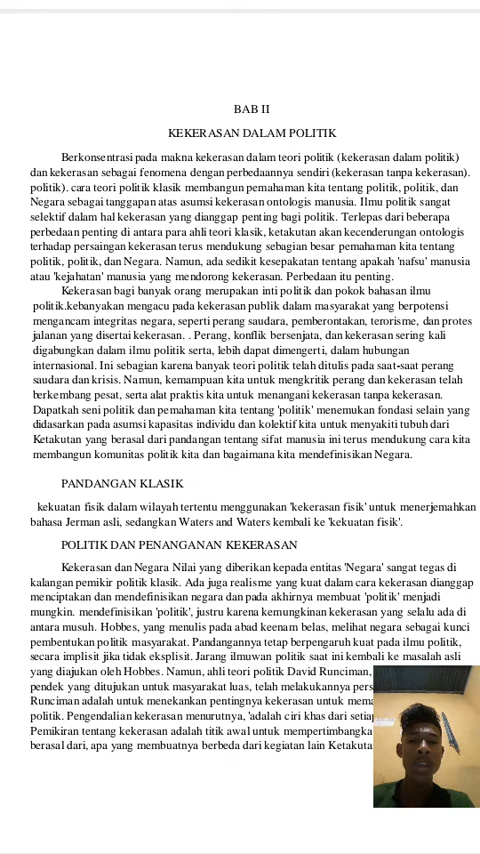 BAB II
KEKERASAN DALAM POLITIK
Berkonsentrasi pada makna kekerasan dalam teori politik (kekerasan dalam politik)
dan kekerasan sebagai fenomena dengan perbedaannya sendiri (kekerasan tanpa kekerasan).
politik). cara teori politik klasik membangun pemahaman kita tentang politik, politik, dan
Negara sebagai tanggapan atas asumsi kekerasan ontologis manusia. Ilmu politik sangat
selektif dalam hal kekerasan yang dianggap penting bagi politik. Terlepas dari beberapa
perbedaan penting di antara para ahli teori klasik, ketakutan akan kecenderungan ontologis
terhadap persaingan kekerasan terus mendukung sebagian besar pemahaman kita tentang
politik, politik, dan Negara. Namun, ada sedikit kesepakatan tentang apakah 'nafsu' manusia
atau 'kejahatan' manusia yang mendorong kekerasan. Perbedaan itu penting.
Kekerasan bagi banyak orang merupakan inti politik dan pokok bahasan ilmu
politik.kebanyakan mengacu pada kekerasan publik dalam masyarakat yang berpotensi
mengancam integritas negara, seperti perang saudara, pemberontakan, terorisme, dan protes
jalanan yang disertai kekerasan. . Perang, konflik bersenjata, dan kekerasan sering kali
digabungkan dalam ilmu politik serta, lebih dapat dimengerti, dalam hubungan
internasional. Ini sebagian karena banyak teori politik telah ditulis pada saat-saat perang
saudara dan krisis. Namun, kemampuan kita untuk mengkritik perang dan kekerasan telah
berkembang pesat, serta alat praktis kita untuk menangani kekerasan tanpa kekerasan.
Dapatkah seni politik dan pemahaman kita tentang 'politik' menemukan fondasi selain yang
didasarkan pada asumsi kapasitas individu dan kolektif kita untuk menyakiti tubuh dari
Ketakutan yang berasal dari pandangan tentang sifat manusia ini terus mendukung cara kita
membangun komunitas politik kita dan bagaimana kita mendefinisikan Negara.
PANDANGAN KLASIK
kekuatan fisik dalam wilayah tertentu menggunakan 'kekerasan fisik' untuk menerjemahkan
bahasa Jerman asli, sedangkan Waters and Waters kembali ke 'kekuatan fisik'.
POLITIK DAN PENANGANAN KEKERASAN
Kekerasan dan Negara Nilai yang diberikan kepada entitas 'Negara' sangat tegas di
kalangan pemikir politik klasik. Ada juga realisme yang kuat dalam cara kekerasan dianggap
menciptakan dan mendefinisikan negara dan pada akhirnya membuat 'politik' menjadi
mungkin. mendefinisikan 'politik', justru karena kemungkinan kekerasan yang selalu ada di
antara musuh. Hobbes, yang menulis pada abad keenam belas, melihat negara sebagai kunci
pembentukan politik masyarakat. Pandangannya tetap berpengaruh kuat pada ilmu politik,
secara implisit jika tidak eksplisit. Jarang ilmuwan politik saat ini kembali ke masalah asli
yang diajukan oleh Hobbes. Namun, ahli teori politik David Runciman,
pendek yang ditujukan untuk masyarakat luas, telah melakukannya pers
Runciman adalah untuk menekankan pentingnya kekerasan untuk mema
politik. Pengendalian kekerasan menurutnya, 'adalah ciri khas dari setiap
Pemikiran tentang kekerasan adalah titik awal untuk mempertimbangka
berasal dari, apa yang membuatnya berbeda dari kegiatan lain Ketakuta